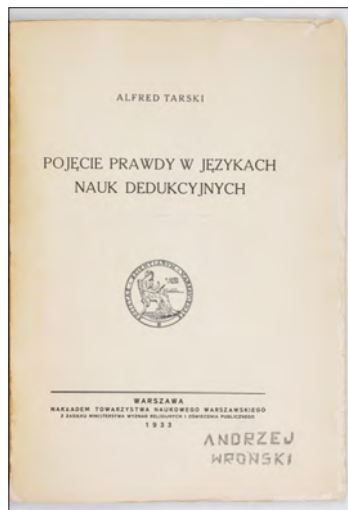 ALFRED TARSKI
POJĘCIE PRAWDY W JĘZYKACH
NAUK DEDUKCYJNYCH
WARSZAWA
NAKŁADEM TOWARZYSTWA NAUKOWEGO WARSZAWSKIEGO
Z ZASIŁKU MINISTERSTWA WYZNAŃ RELIGIJNYCH I OŚWIECENIA PUBLICZNEGO
1933
ANDRZEJ
WROŃSKI